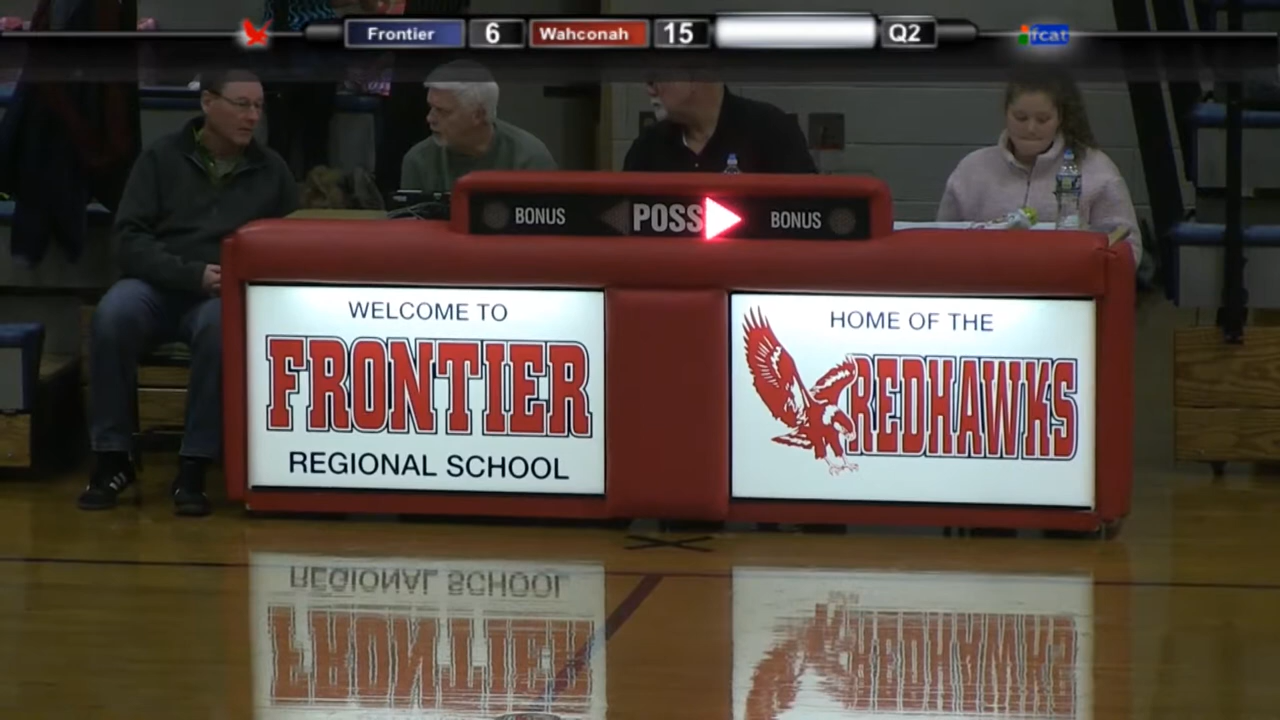 Frontier 6 Wahconah 15 Q2 fcat
BONUS POSS BONUS
WELCOME TO
FRONTIER
REGIONAL SCHOOL
HOME OF THE
REDHAWKS